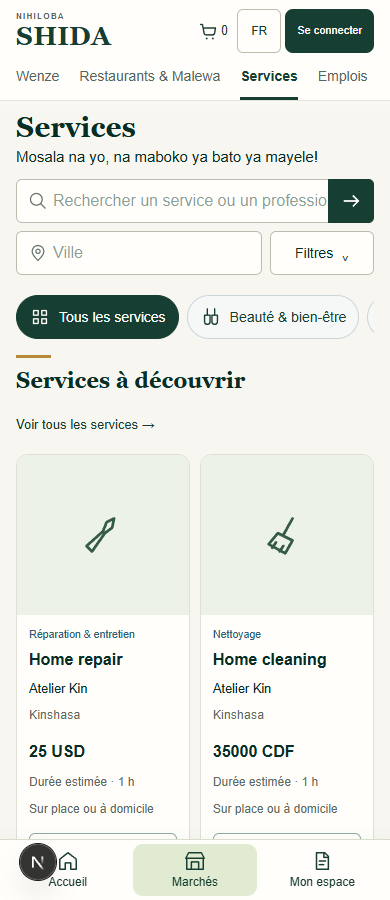 NIHILOBA
SHIDA
0
FR
Se connecter
Wenze
Restaurants & Malewa
Services
Emplois
Services
Mosala na yo, na maboko ya bato ya mayele!
Rechercher un service ou un professio
Ville
Filtres v
Tous les services
Beauté & bien-être
Services à découvrir
Voir tous les services →
Réparation & entretien
Home repair
Atelier Kin
Kinshasa
25 USD
Durée estimée · 1 h
Sur place ou à domicile
Nettoyage
Home cleaning
Atelier Kin
Kinshasa
35000 CDF
Durée estimée · 1 h
Sur place ou à domicile
N
Accueil
Marchés
Mon espace